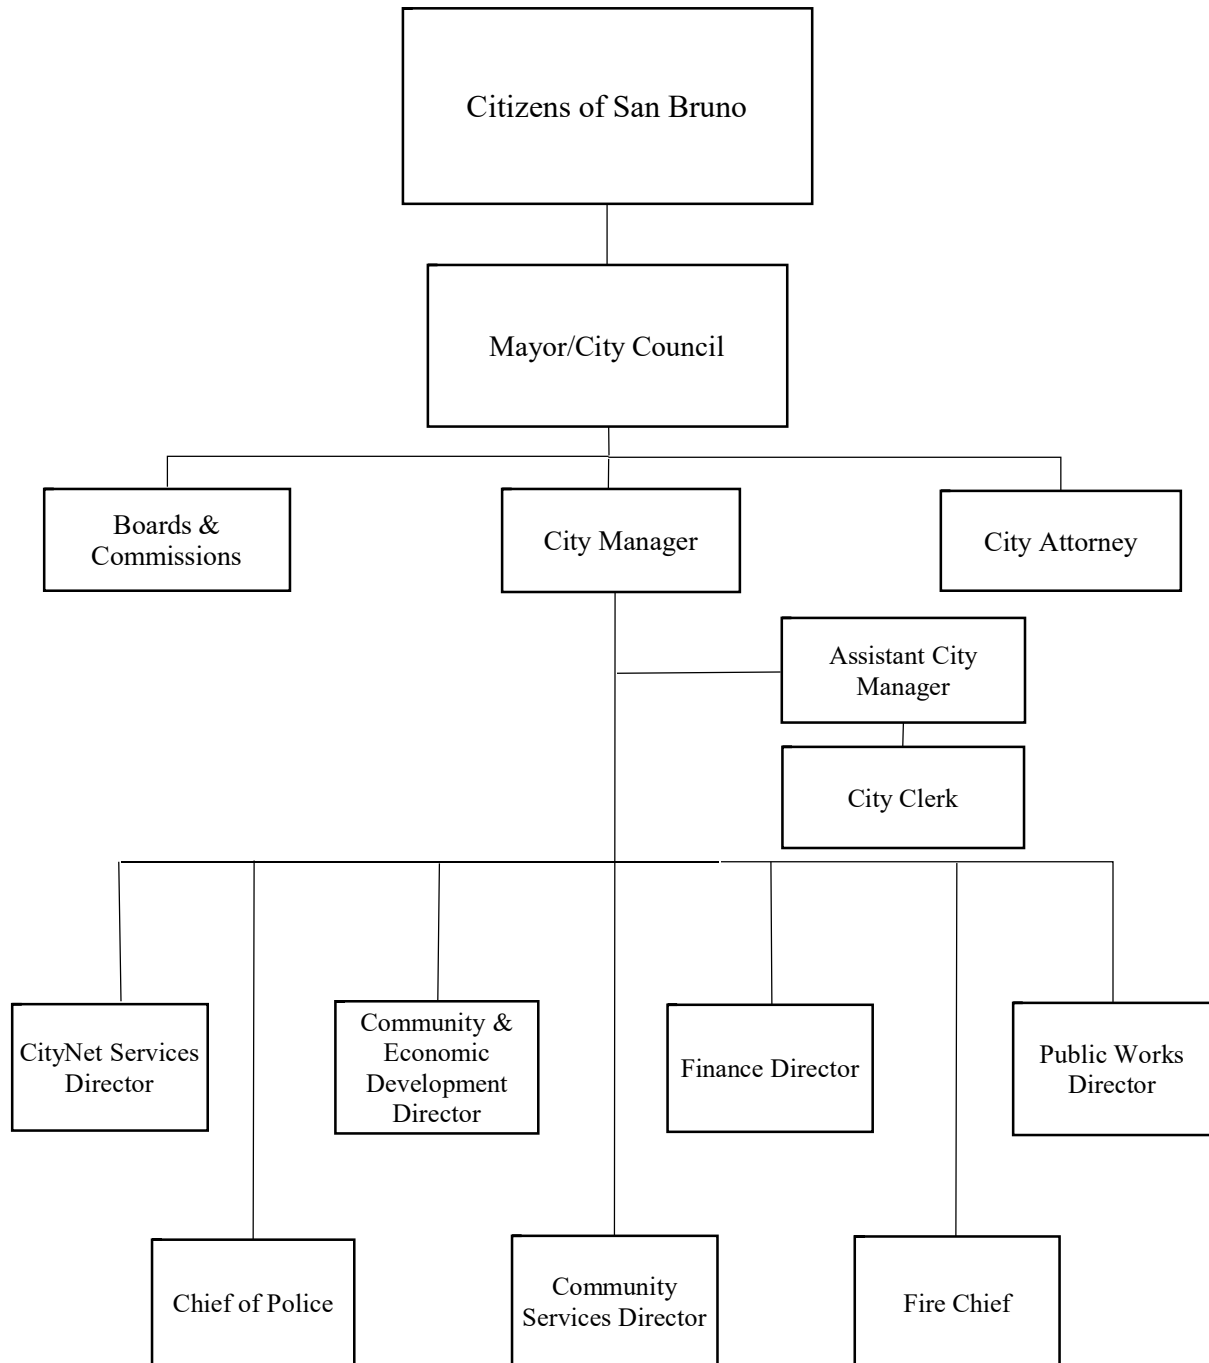 Citizens of San Bruno
Mayor/City Council
Boards &
Commissions
City Manager
City Attorney
Assistant City
Manager
City Clerk
CityNet Services
Director
Community &
Economic
Development
Director
Finance Director
Public Works
Director
Chief of Police
Community
Services Director
Fire Chief